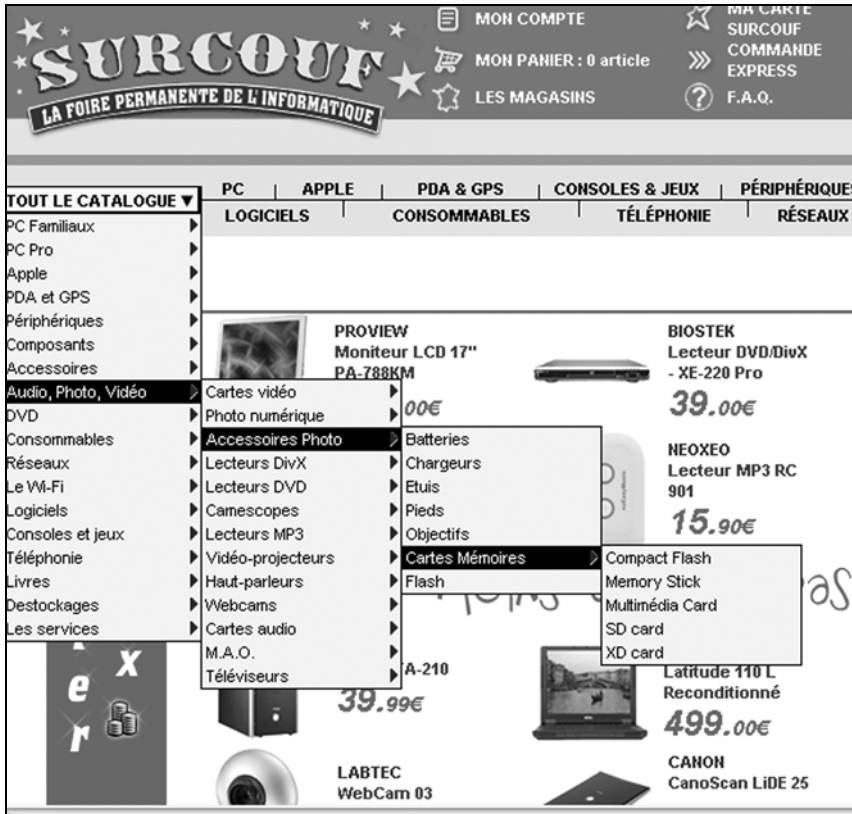 SURCOUF
LA FOIRE PERMANENTE DE L'INFORMATIQUE
MON COMPTE
MON PANIER : 0 article
LES MAGASINS
MA CARTE
SURCOUF
COMMANDE
EXPRESS
F.A.Q.
TOUT LE CATALOGUE ▼
PC | APPLE | PDA & GPS | CONSOLES & JEUX | PÉRIPHÉRIQUES
LOGICIELS | CONSOMMABLES | TÉLÉPHONIE | RÉSEAUX
PC Familiaux
PC Pro
Apple
PDA et GPS
Périphériques
Composants
Accessoires
Audio, Photo, Vidéo
DVD
Consommables
Réseaux
Le Wi-Fi
Logiciels
Consoles et jeux
Téléphonie
Livres
Destockages
Les services
Cartes vidéo
Photo numérique
Accessoires Photo
Lecteurs DivX
Lecteurs DVD
Camescopes
Lecteurs MP3
Vidéo-projecteurs
Haut-parleurs
Webcams
Cartes audio
M.A.O.
Téléviseurs
Batteries
Chargeurs
Etuis
Pieds
Objectifs
Cartes Mémoires
Flash
Compact Flash
Memory Stick
Multimédia Card
SD card
XD card
PROVIEW
Moniteur LCD 17"
PA-788KM
00€
BIOSTEK
Lecteur DVD/DivX
- XE-220 Pro
39.00€
NEOXEO
Lecteur MP3 RC
901
15.90€
A-210
39.99€
Latitude 110 L
Reconditionné
499.00€
LABTEC
WebCam 03
CANON
CanoScan LiDE 25
x
e
r